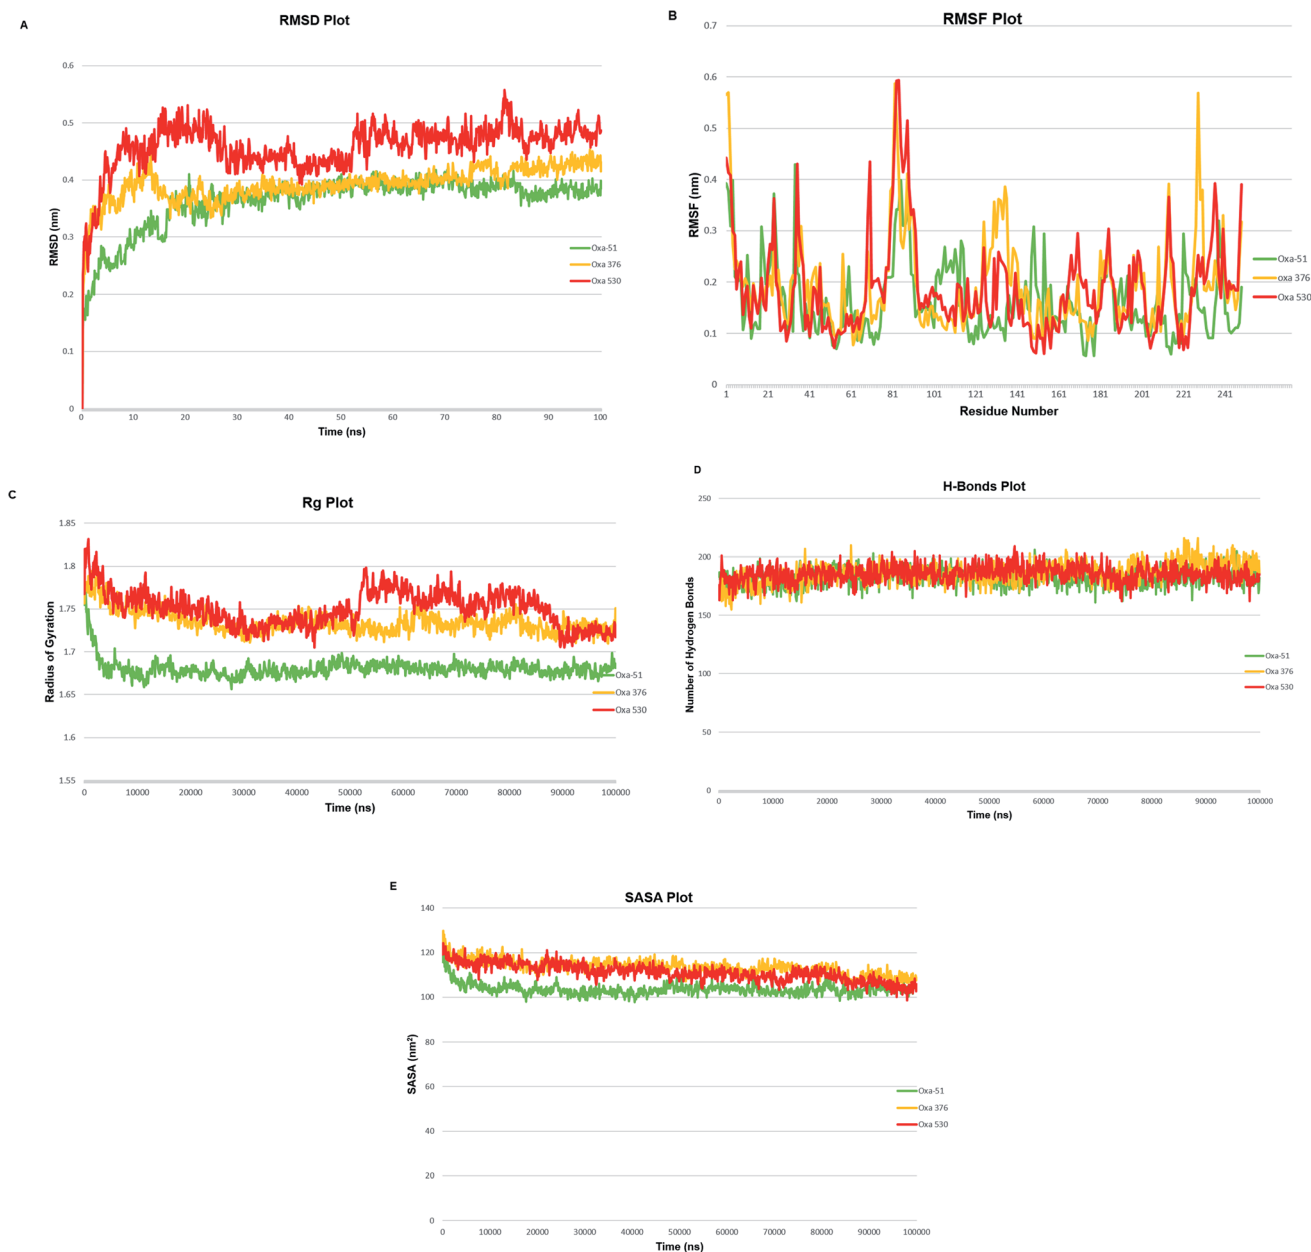 A
RMSD Plot
0.6
0.5
0.4
0.3
0.2
0.1
0
RMSD (nm)
0 10 20 30 40 50 60 70 80 90 100
Time (ns)
Oxa-51
Oxa 376
Oxa 530
B
RMSF Plot
0.7
0.6
0.5
0.4
0.3
0.2
0.1
0
RMSF (nm)
1 21 41 61 81 101 121 141 161 181 201 221 241
Residue Number
Oxa-51
oxa 376
Oxa 530
C
Rg Plot
1.85
1.8
1.75
1.7
1.65
1.6
1.55
Radius of Gyration
0 10000 20000 30000 40000 50000 60000 70000 80000 90000 100000
Time (ns)
Oxa-51
Oxa 376
Oxa 530
D
H-Bonds Plot
250
200
150
100
50
0
Number of Hydrogen Bonds
0 10000 20000 30000 40000 50000 60000 70000 80000 90000 100000
Time (ns)
Oxa-51
Oxa 376
Oxa 530
E
SASA Plot
140
120
100
80
60
40
20
0
SASA (nm²)
0 10000 20000 30000 40000 50000 60000 70000 80000 90000 100000
Time (ns)
Oxa-51
Oxa 376
Oxa 530